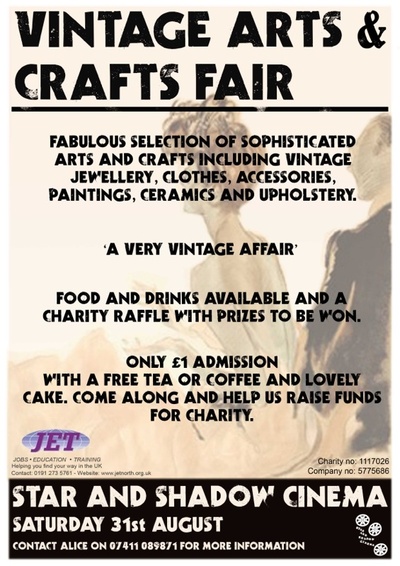 VINTAGE ARTS &
CRAFTS FAIR
FABULOUS SELECTION OF SOPHISTICATED
ARTS AND CRAFTS INCLUDING VINTAGE
JEWELLERY, CLOTHES, ACCESSORIES,
PAINTINGS, CERAMICS AND UPHOLSTERY.
‘A VERY VINTAGE AFFAIR’
FOOD AND DRINKS AVAILABLE AND A
CHARITY RAFFLE WITH PRIZES TO BE WON.
ONLY £1 ADMISSION
WITH A FREE TEA OR COFFEE AND LOVELY
CAKE. COME ALONG AND HELP US RAISE FUNDS
FOR CHARITY.
JET
JOBS • EDUCATION • TRAINING
Helping you find your way in the UK
Contact: 0191 273 5761 - Website: www.jetnorth.org.uk
Charity no: 1117026
Company no: 5775686
STAR AND SHADOW CINEMA
SATURDAY 31st AUGUST
CONTACT ALICE ON 07411 089871 FOR MORE INFORMATION